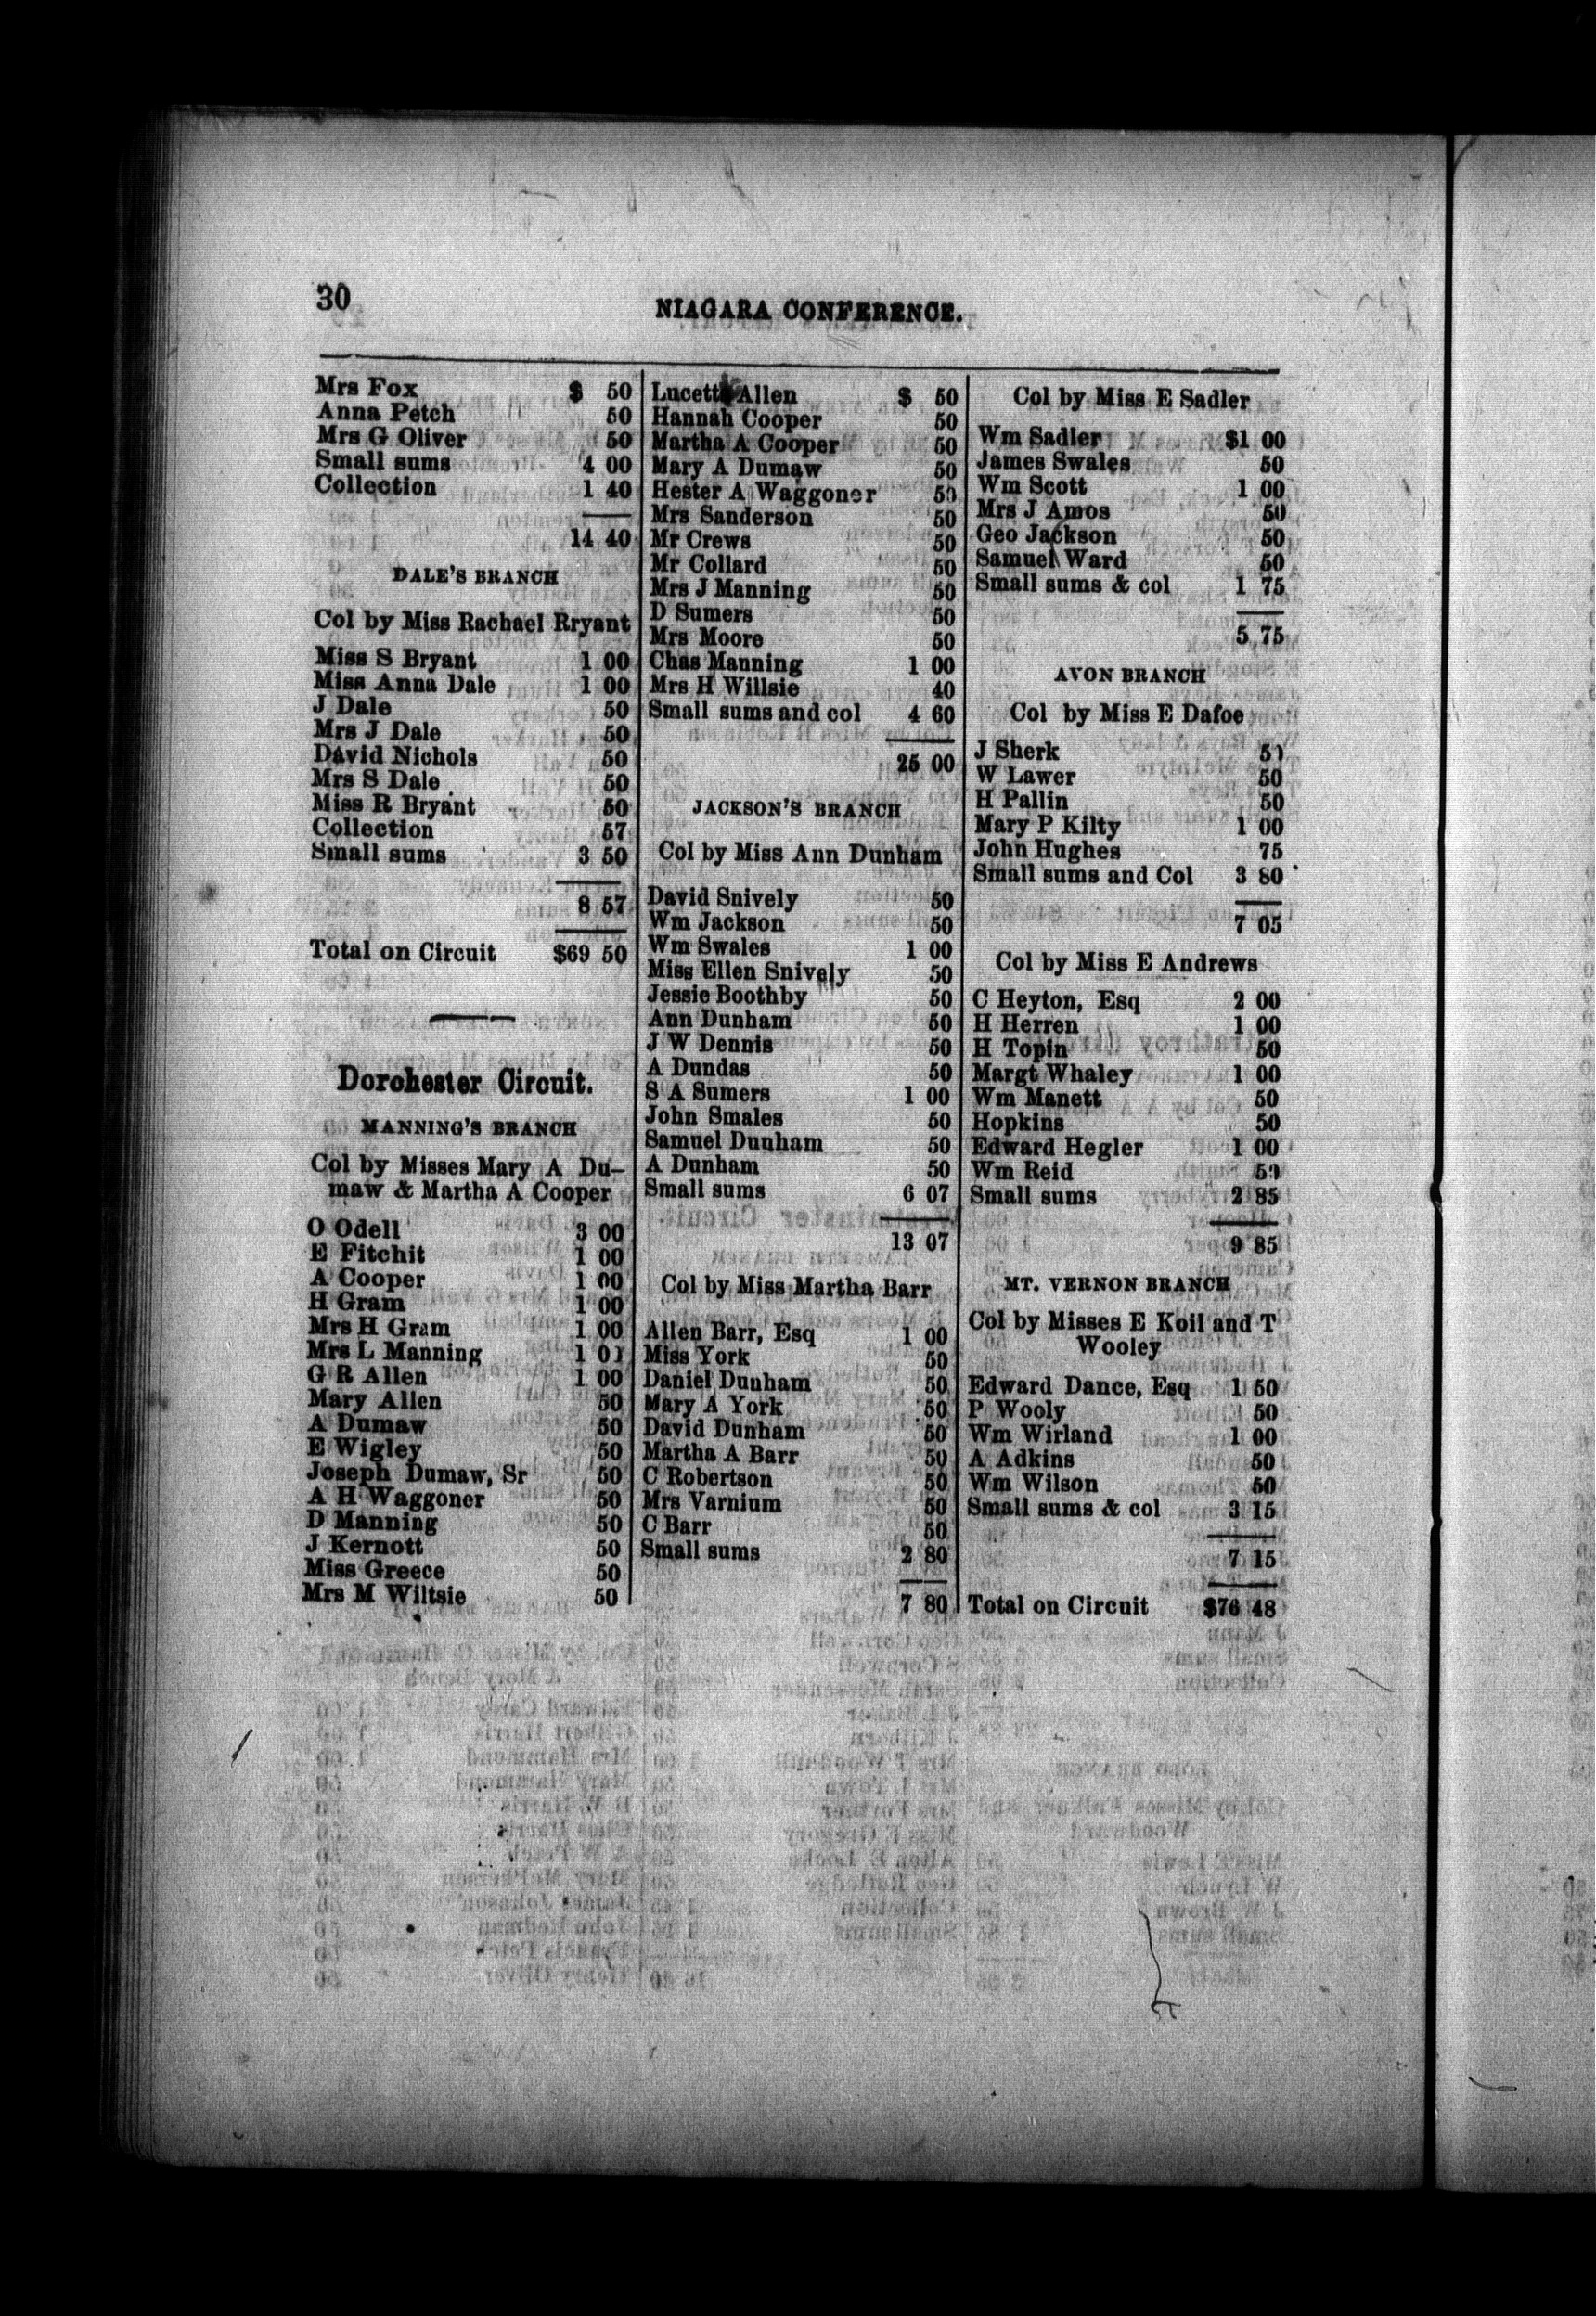 30
NIAGARA CONFERENCE.
Mrs Fox $ 50
Anna Petch 50
Mrs G Oliver 50
Small sums 4 00
Collection 1 40
14 40
DALE'S BRANCH
Col by Miss Rachael Rryant
Miss S Bryant 1 00
Miss Anna Dale 1 00
J Dale 50
Mrs J Dale 50
David Nichols 50
Mrs S Dale 50
Miss R Bryant 50
Collection 57
Small sums 3 50
8 57
Total on Circuit $69 50
Dorchester Circuit.
MANNING'S BRANCH
Col by Misses Mary A Du-
maw & Martha A Cooper
O Odell 3 00
E Fitchit 1 00
A Cooper 1 00
H Gram 1 00
Mrs H Gram 1 00
Mrs L Manning 1 00
G R Allen 1 00
Mary Allen 50
A Dumaw 50
E Wigley 50
Joseph Dumaw, Sr 50
A H Waggoner 50
D Manning 50
J Kernott 50
Miss Greece 50
Mrs M Wiltsie 50
Lucetta Allen $ 50
Hannah Cooper 50
Martha A Cooper 50
Mary A Dumaw 50
Hester A Waggoner 50
Mrs Sanderson 50
Mr Crews 50
Mr Collard 50
Mrs J Manning 50
D Sumers 50
Mrs Moore 50
Chas Manning 1 00
Mrs H Willsie 40
Small sums and col 4 60
25 00
JACKSON'S BRANCH
Col by Miss Ann Dunham
David Snively 50
Wm Jackson 50
Wm Swales 1 00
Miss Ellen Snively 50
Jessie Boothby 50
Ann Dunham 50
J W Dennis 50
A Dundas 50
S A Sumers 1 00
John Smales 50
Samuel Dunham 50
A Dunham 50
Small sums 6 07
13 07
Col by Miss Martha Barr
Allen Barr, Esq 1 00
Miss York 50
Daniel Dunham 50
Mary A York 50
David Dunham 50
Martha A Barr 50
C Robertson 50
Mrs Varnium 50
C Barr 50
Small sums 2 80
7 80
Col by Miss E Sadler
Wm Sadler $1 00
James Swales 50
Wm Scott 1 00
Mrs J Amos 50
Geo Jackson 50
Samuel Ward 50
Small sums & col 1 75
5 75
AVON BRANCH
Col by Miss E Dafoe
J Sherk 50
W Lawer 50
H Pallin 50
Mary P Kilty 1 00
John Hughes 75
Small sums and Col 3 80
7 05
Col by Miss E Andrews
C Heyton, Esq 2 00
H Herren 1 00
H Topin 50
Margt Whaley 1 00
Wm Manett 50
Hopkins 50
Edward Hegler 1 00
Wm Reid 50
Small sums 2 85
9 85
MT. VERNON BRANCH
Col by Misses E Koil and T
Wooley
Edward Dance, Esq 1 50
P Wooly 50
Wm Wirland 1 00
A Adkins 50
Wm Wilson 50
Small sums & col 3 15
7 15
Total on Circuit $76 48